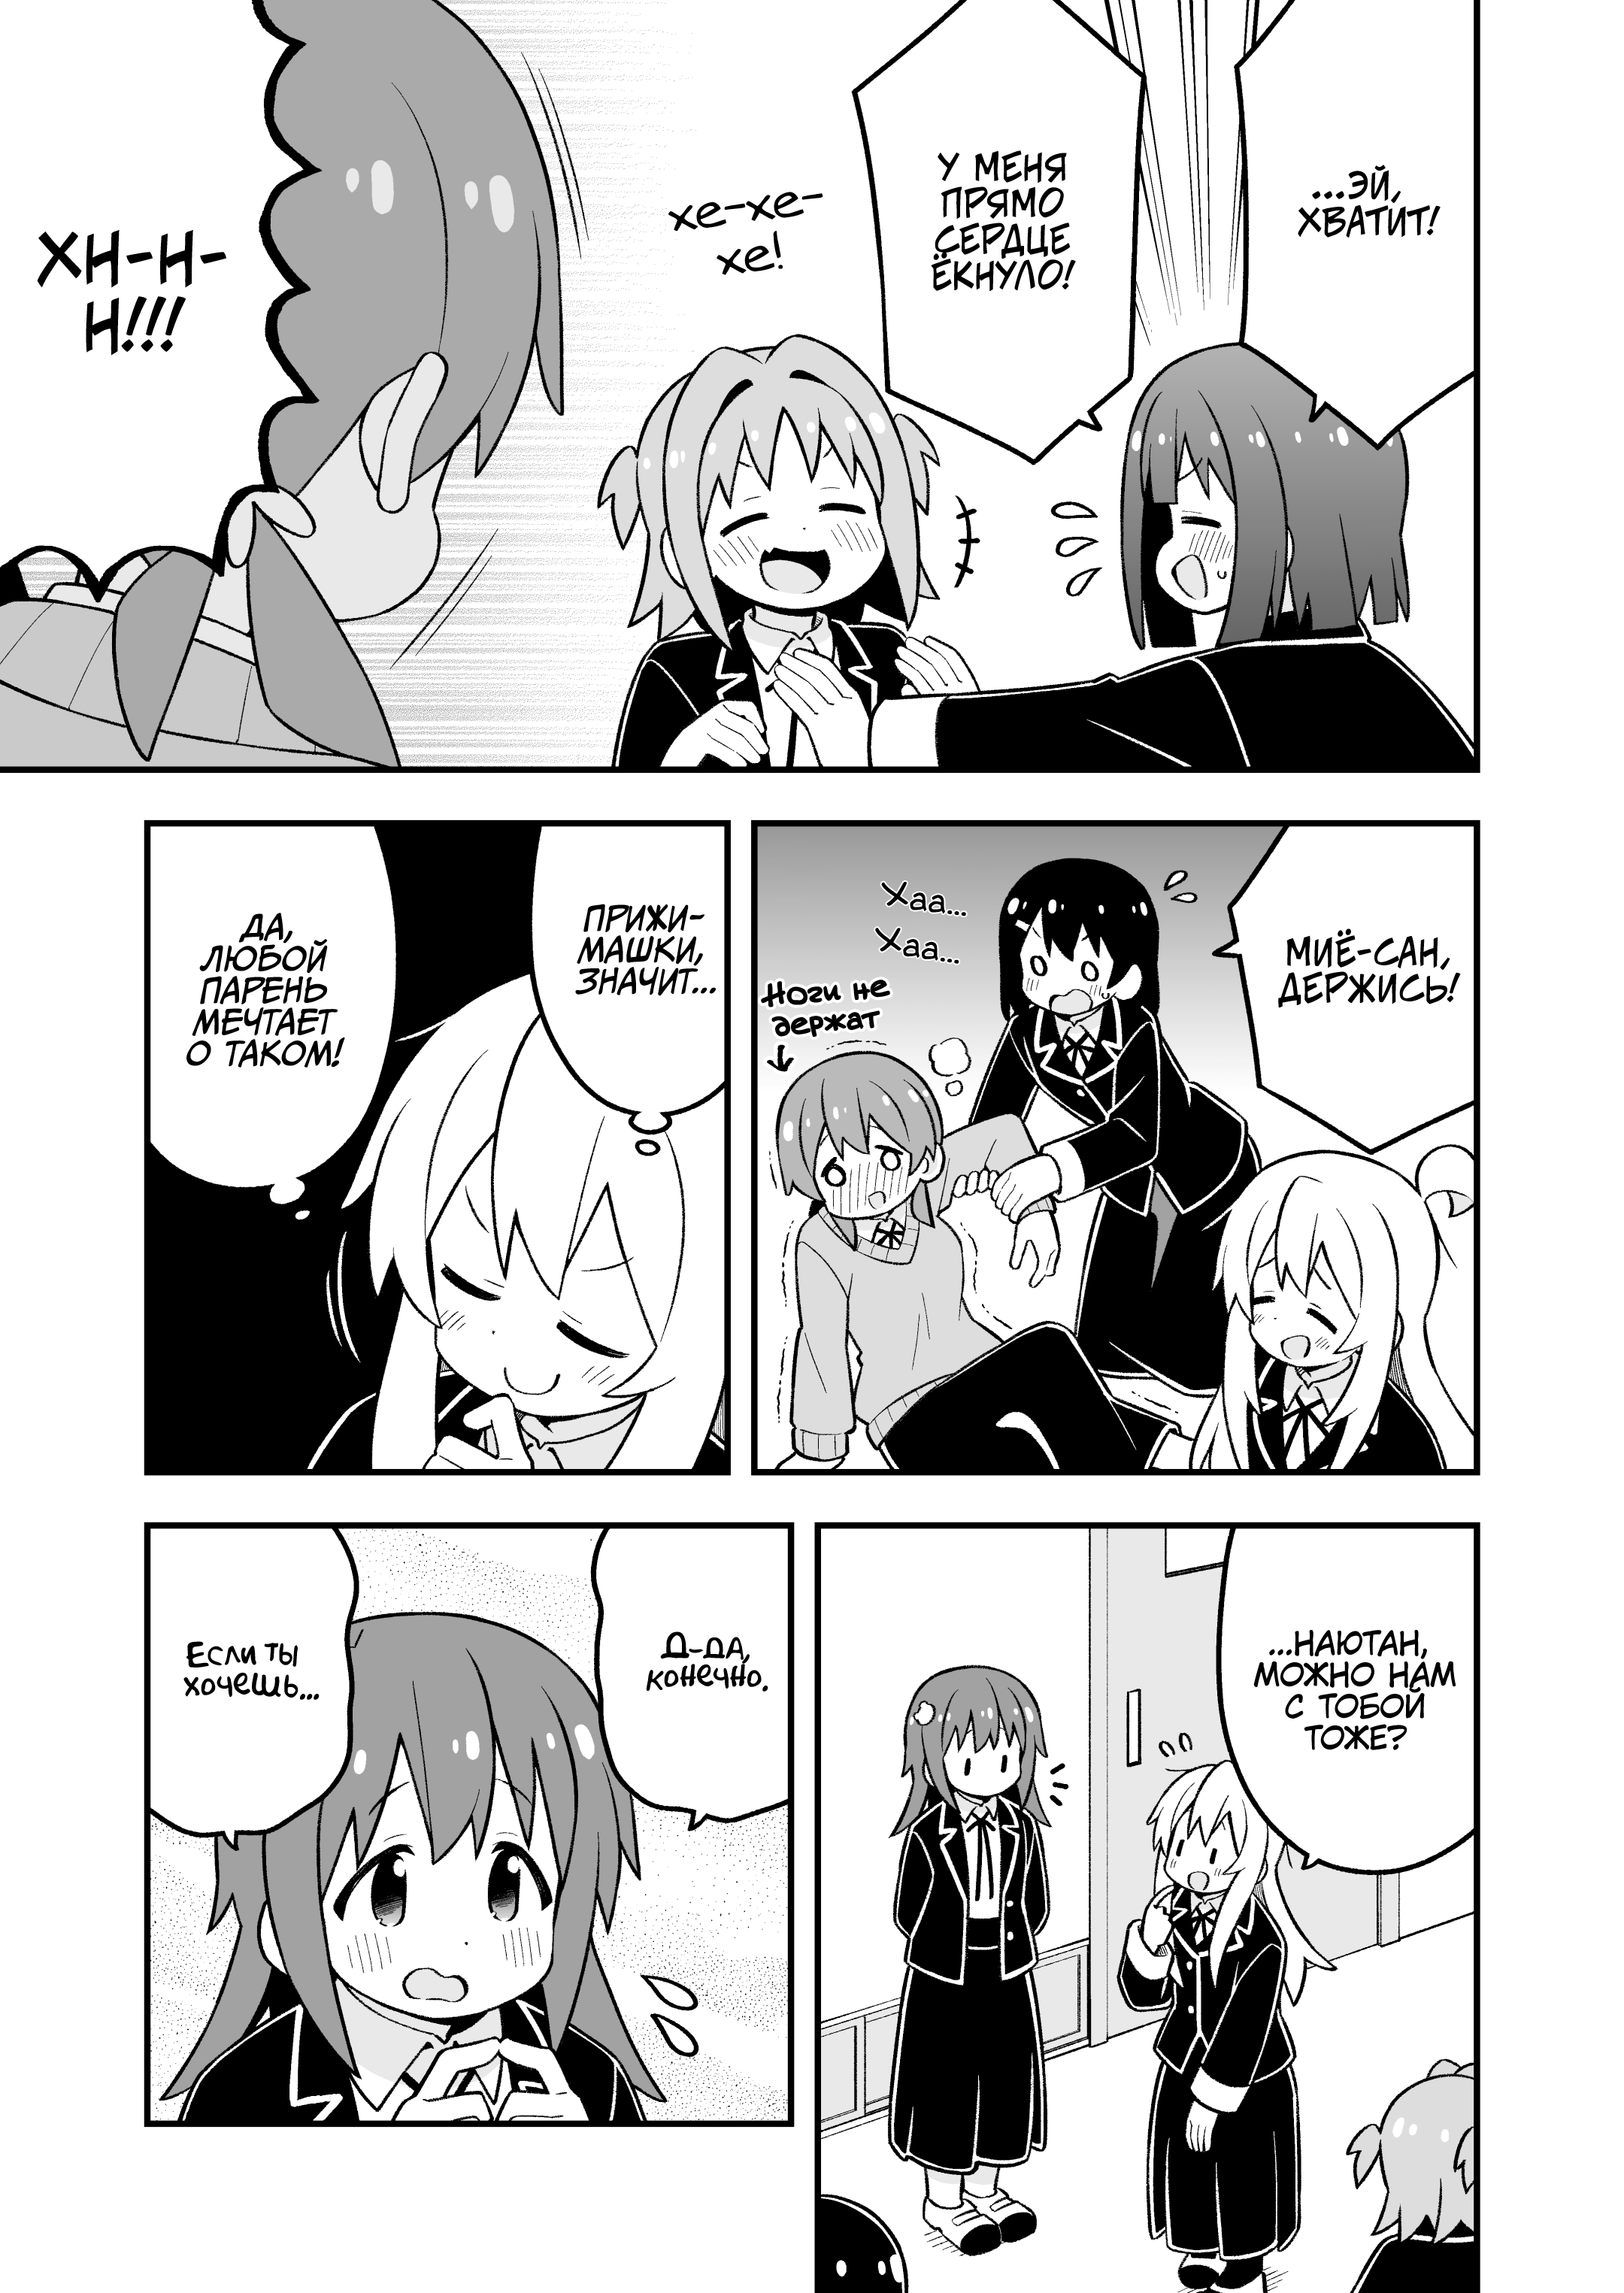 ...ЭЙ,
ХВАТИТ!
У МЕНЯ
ПРЯМО
СЕРДЦЕ
ЁКНУЛО!
хе-хе-
хе!
ХН-Н-
Н!!!
МИЁ-САН,
ДЕРЖИСЬ!
Хаа...
Хаа...
Ноги не
держат
ПРИЖИ-
МАШКИ,
ЗНАЧИТ...
ДА,
ЛЮБОЙ
ПАРЕНЬ
МЕЧТАЕТ
О ТАКОМ!
...НАЮТАН,
МОЖНО НАМ
С ТОБОЙ
ТОЖЕ?
Д-ДА,
КОНЕЧНО.
ЕСЛИ ТЫ
ХОЧЕШЬ...